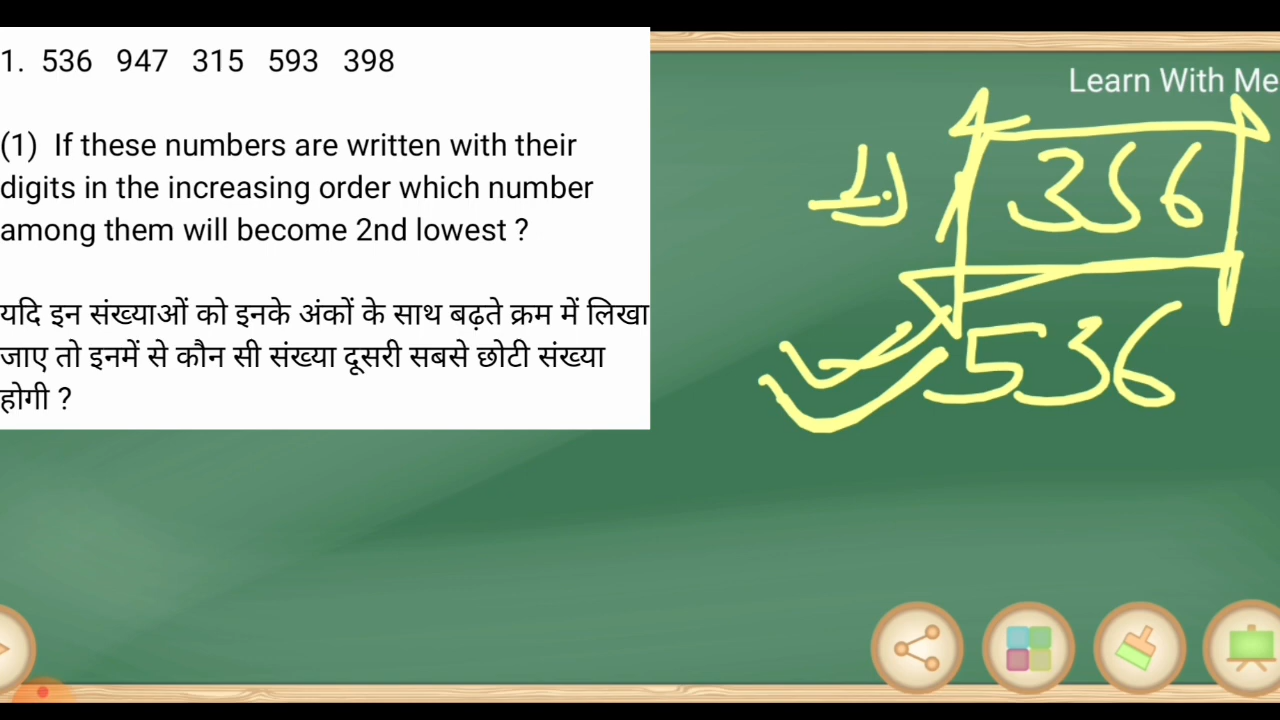 1. 536 947 315 593 398
(1) If these numbers are written with their
digits in the increasing order which number
among them will become 2nd lowest ?
यदि इन संख्याओं को इनके अंकों के साथ बढ़ते क्रम में लिखा
जाए तो इनमें से कौन सी संख्या दूसरी सबसे छोटी संख्या
होगी ?
Learn With Me
1) 356
536